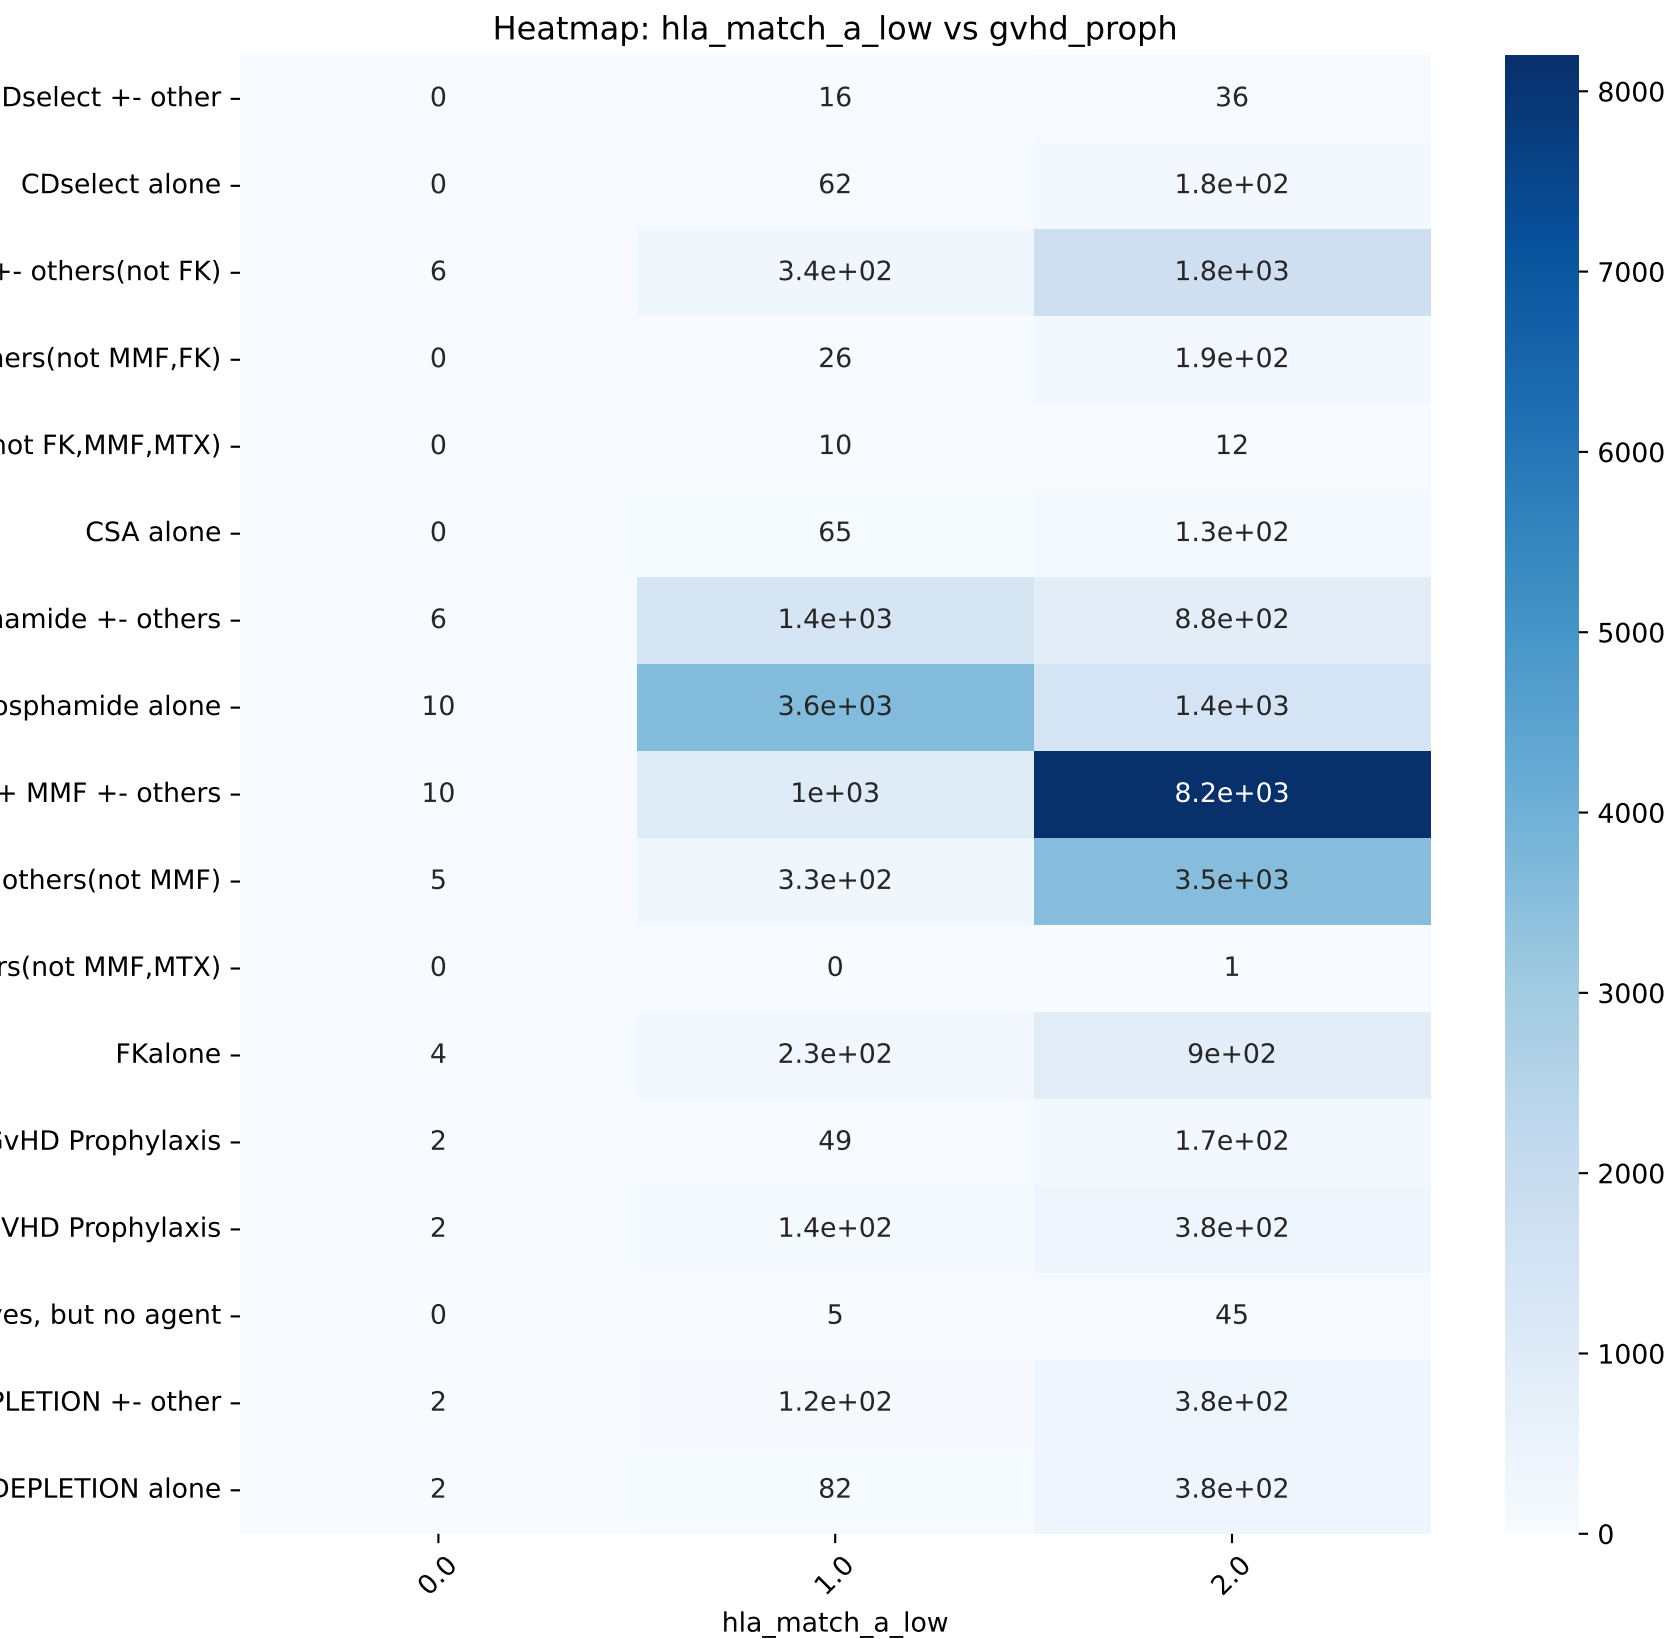 Heatmap: hla_match_a_low vs gvhd_proph
Dselect +- other 0 16 36
CDselect alone 0 62 1.8e+02
+- others(not FK) 6 3.4e+02 1.8e+03
ers(not MMF,FK) 0 26 1.9e+02
not FK,MMF,MTX) 0 10 12
CSA alone 0 65 1.3e+02
amide +- others 6 1.4e+03 8.8e+02
osphamide alone 10 3.6e+03 1.4e+03
+ MMF +- others 10 1e+03 8.2e+03
others(not MMF) 5 3.3e+02 3.5e+03
rs(not MMF,MTX) 0 0 1
FKalone 4 2.3e+02 9e+02
GvHD Prophylaxis 2 49 1.7e+02
VHD Prophylaxis 2 1.4e+02 3.8e+02
yes, but no agent 0 5 45
PLETION +- other 2 1.2e+02 3.8e+02
DEPLETION alone 2 82 3.8e+02
0.0 1.0 2.0
hla_match_a_low
8000
7000
6000
5000
4000
3000
2000
1000
0